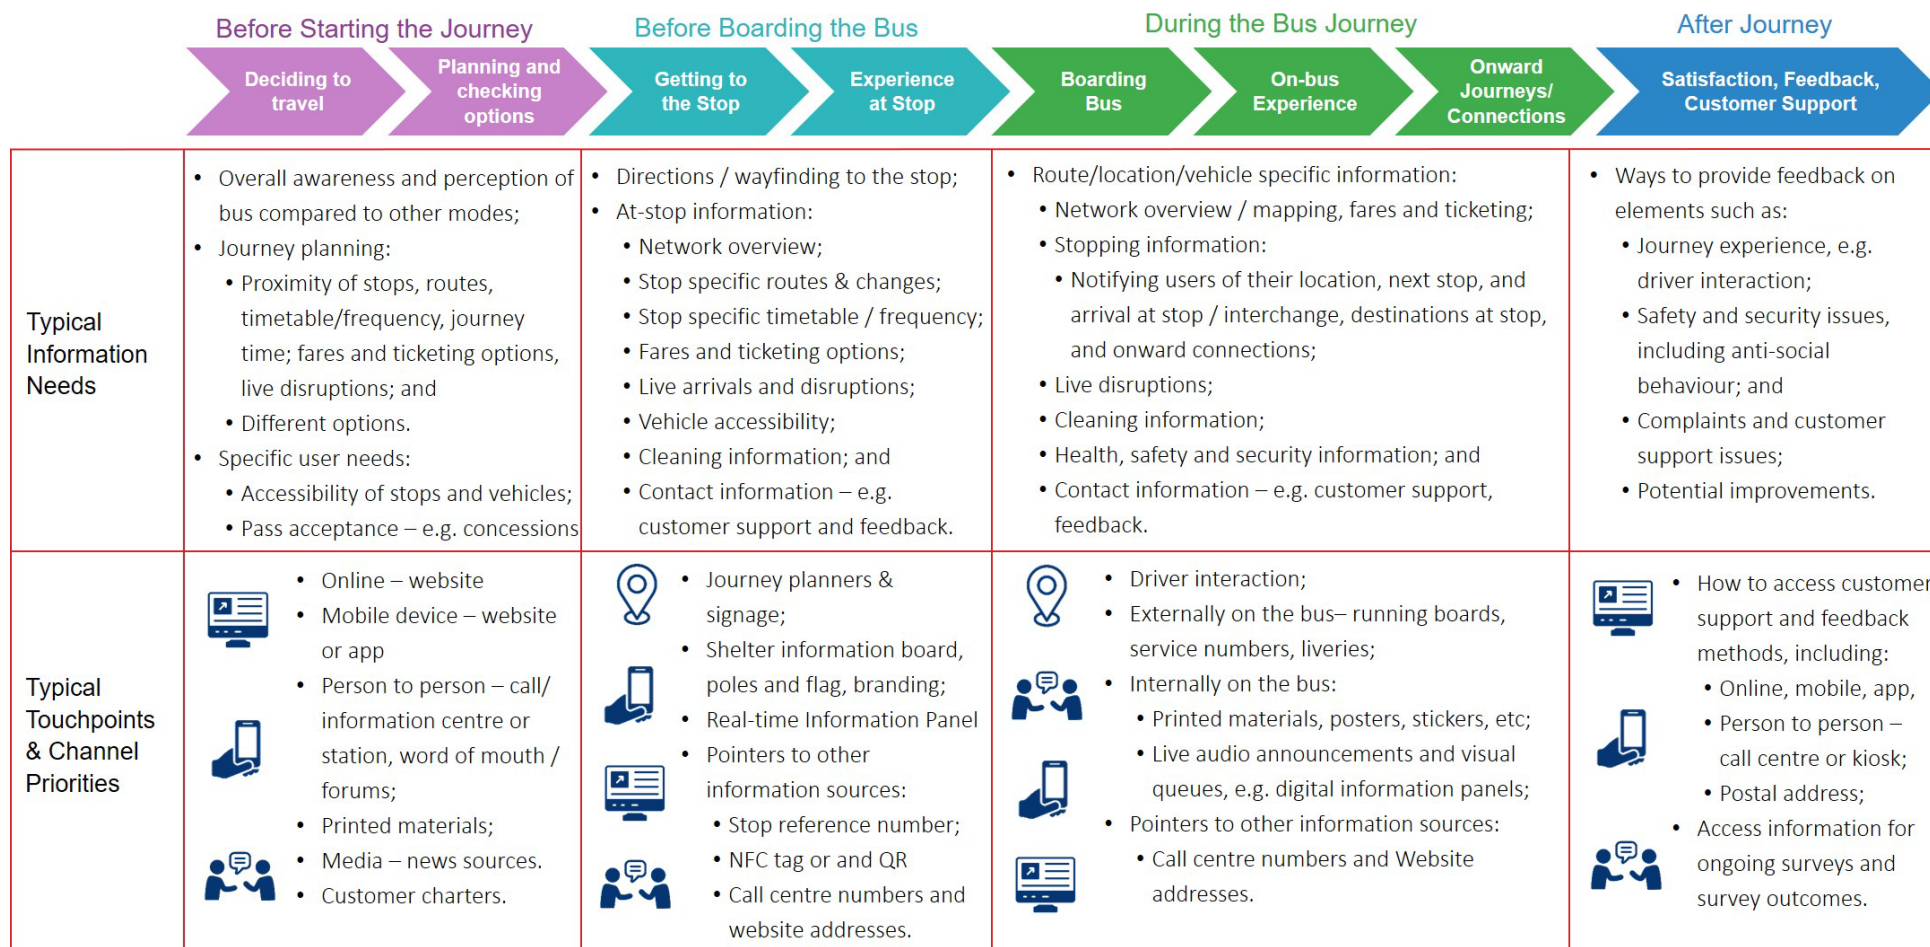 Before Starting the Journey
Before Boarding the Bus
During the Bus Journey
After Journey
Deciding to
travel
Planning and
checking
options
Getting to
the Stop
Experience
at Stop
Boarding
Bus
On-bus
Experience
Onward
Journeys/
Connections
Satisfaction, Feedback,
Customer Support
Typical
Information
Needs
• Overall awareness and perception of
bus compared to other modes;
• Journey planning:
• Proximity of stops, routes,
timetable/frequency, journey
time; fares and ticketing options,
live disruptions; and
• Different options.
• Specific user needs:
• Accessibility of stops and vehicles;
• Pass acceptance – e.g. concessions
• Directions / wayfinding to the stop;
• At-stop information:
• Network overview;
• Stop specific routes & changes;
• Stop specific timetable / frequency;
• Fares and ticketing options;
• Live arrivals and disruptions;
• Vehicle accessibility;
• Cleaning information; and
• Contact information – e.g.
customer support and feedback.
• Route/location/vehicle specific information:
• Network overview / mapping, fares and ticketing;
• Stopping information:
• Notifying users of their location, next stop, and
arrival at stop / interchange, destinations at stop,
and onward connections;
• Live disruptions;
• Cleaning information;
• Health, safety and security information; and
• Contact information – e.g. customer support,
feedback.
• Ways to provide feedback on
elements such as:
• Journey experience, e.g.
driver interaction;
• Safety and security issues,
including anti-social
behaviour; and
• Complaints and customer
support issues;
• Potential improvements.
Typical
Touchpoints
& Channel
Priorities
• Online – website
• Mobile device – website
or app
• Person to person – call/
information centre or
station, word of mouth /
forums;
• Printed materials;
• Media – news sources.
• Customer charters.
• Journey planners &
signage;
• Shelter information board,
poles and flag, branding;
• Real-time Information Panel
• Pointers to other
information sources:
• Stop reference number;
• NFC tag or and QR
• Call centre numbers and
website addresses.
• Driver interaction;
• Externally on the bus– running boards,
service numbers, liveries;
• Internally on the bus:
• Printed materials, posters, stickers, etc;
• Live audio announcements and visual
queues, e.g. digital information panels;
• Pointers to other information sources:
• Call centre numbers and Website
addresses.
• How to access customer
support and feedback
methods, including:
• Online, mobile, app,
• Person to person –
call centre or kiosk;
• Postal address;
• Access information for
ongoing surveys and
survey outcomes.